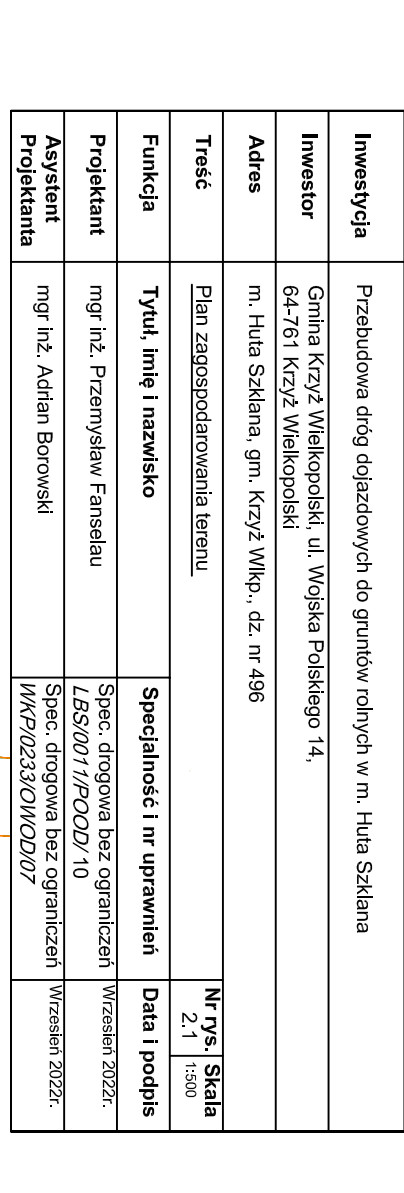 Inwestycja
Przebudowa dróg dojazdowych do gruntów rolnych w m. Huta Szklana
Inwestor
Gmina Krzyż Wielkopolski, ul. Wojska Polskiego 14,
64-761 Krzyż Wielkopolski
Adres
m. Huta Szklana, gm. Krzyż Wlkp., dz. nr 496
Treść
Plan zagospodarowania terenu
Nr rys.
2.1
Skala
1:500
Funkcja
Tytuł, imię i nazwisko
Specjalność i nr uprawnień
Data i podpis
Projektant
mgr inż. Przemysław Fanselau
Spec. drogowa bez ograniczeń
LBS/0011/POOD/ 10
Wrzesień 2022r.
Asystent
Projektanta
mgr inż. Adrian Borowski
Spec. drogowa bez ograniczeń
WKP/0233/OWOD/07
Wrzesień 2022r.